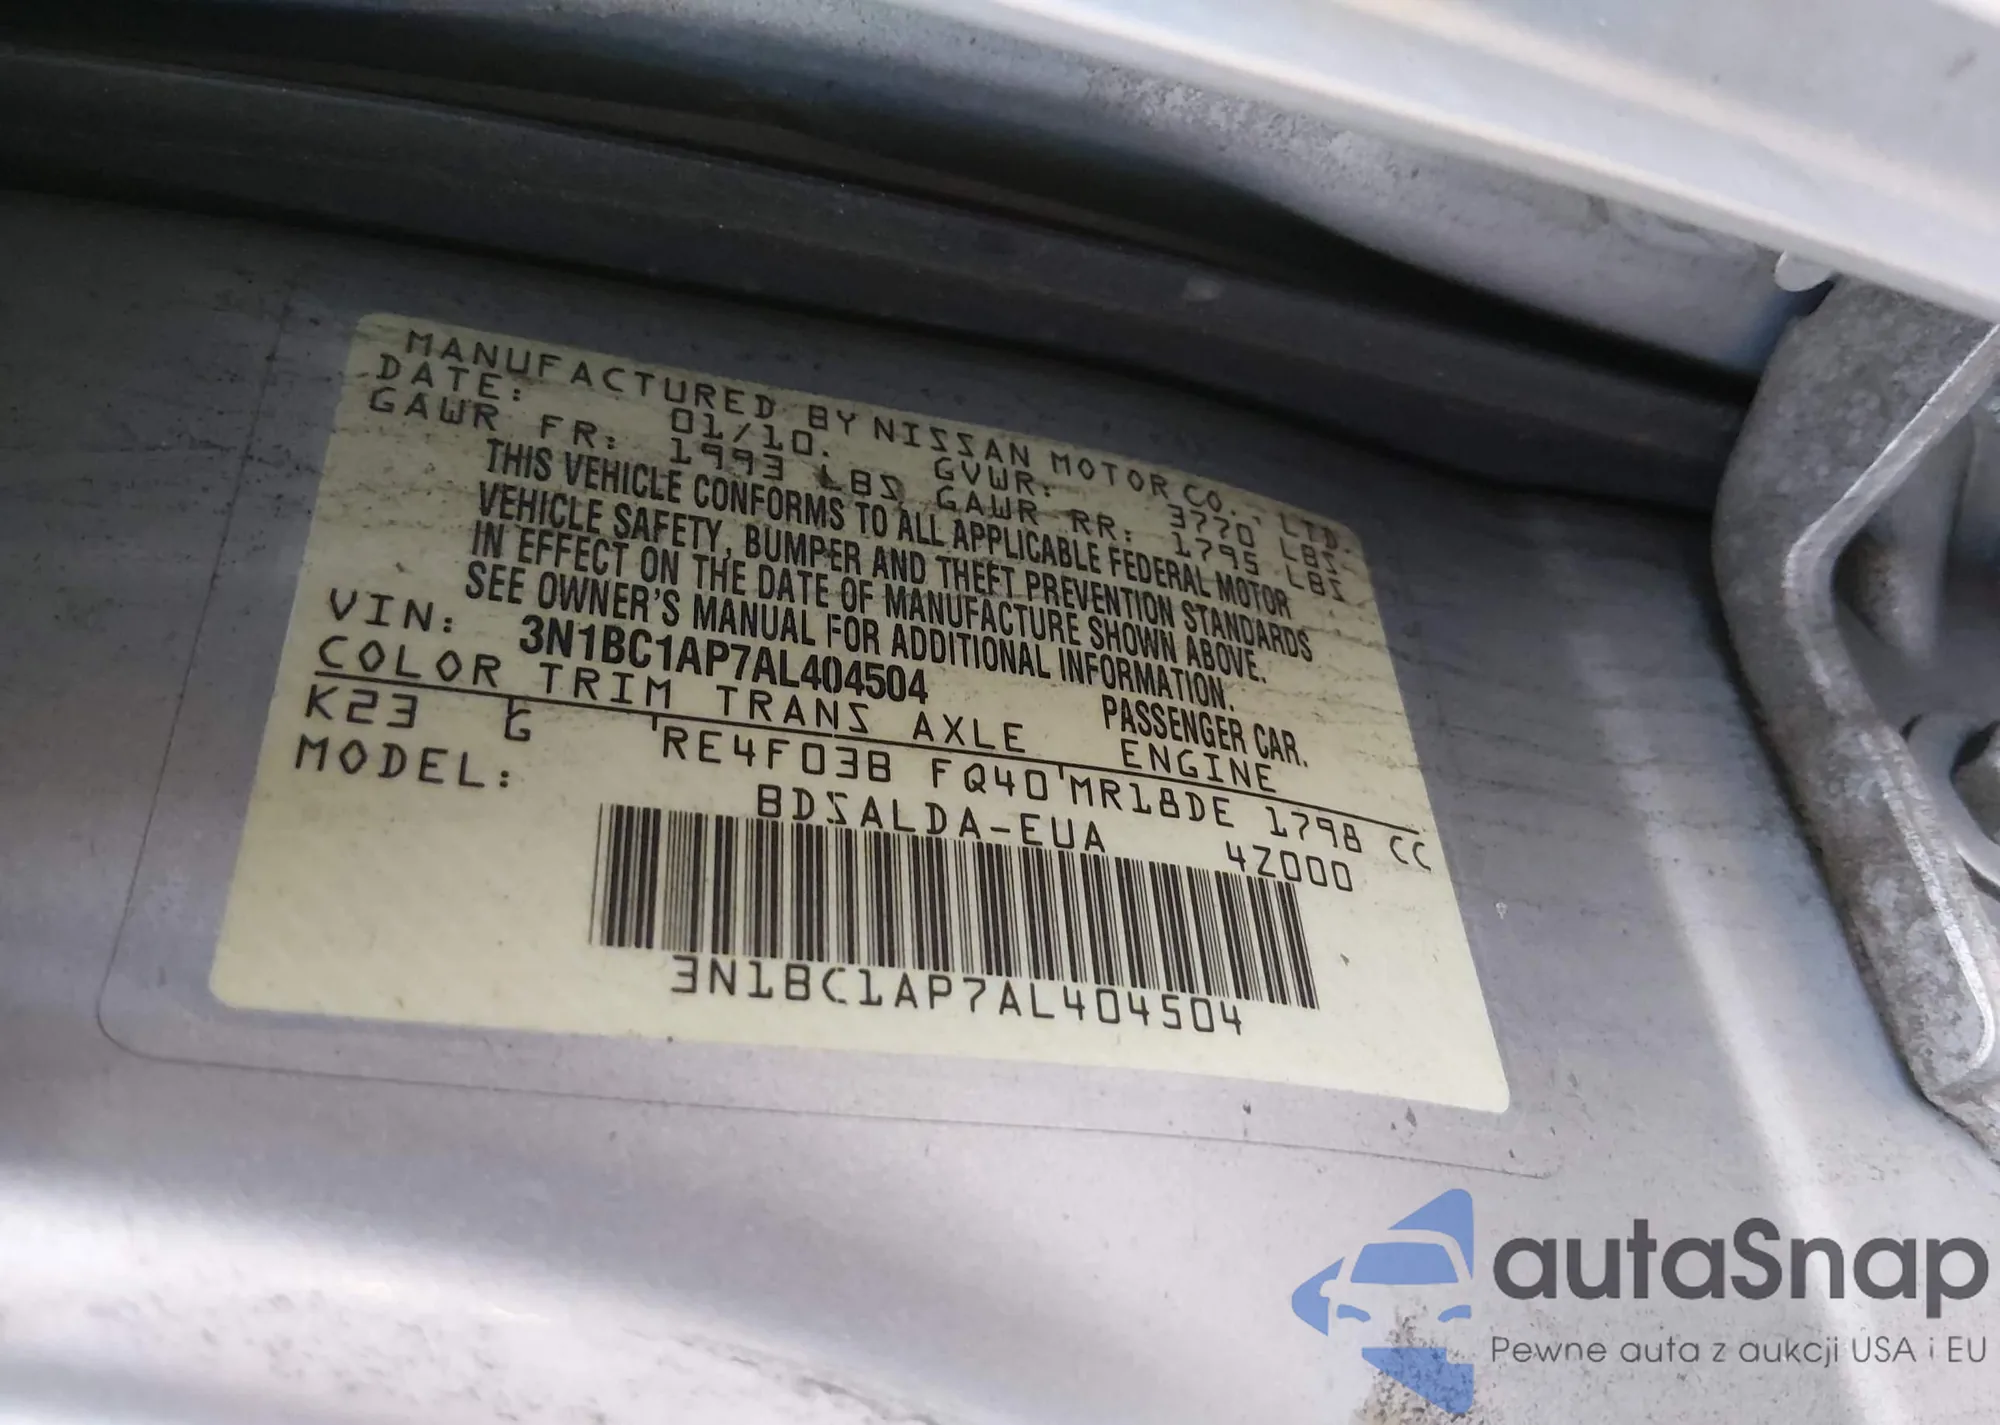 MANUFACTURED BY NISSAN MOTOR CO., LTD.
DATE: 01/10. GVWR: 3770 LBS.
GAWR FR: 1993 LBS GAWR RR: 1795 LBS
THIS VEHICLE CONFORMS TO ALL APPLICABLE FEDERAL MOTOR
VEHICLE SAFETY, BUMPER AND THEFT PREVENTION STANDARDS
IN EFFECT ON THE DATE OF MANUFACTURE SHOWN ABOVE.
SEE OWNER'S MANUAL FOR ADDITIONAL INFORMATION.
VIN: 3N1BC1AP7AL404504 PASSENGER CAR.
COLOR TRIM TRANS AXLE ENGINE
K23 G RE4F03B FQ40 MR18DE 1798 CC
MODEL: BDSALDA-EUA 4Z000
3N1BC1AP7AL404504
autaSnap
Pewne auta z aukcji USA i EU